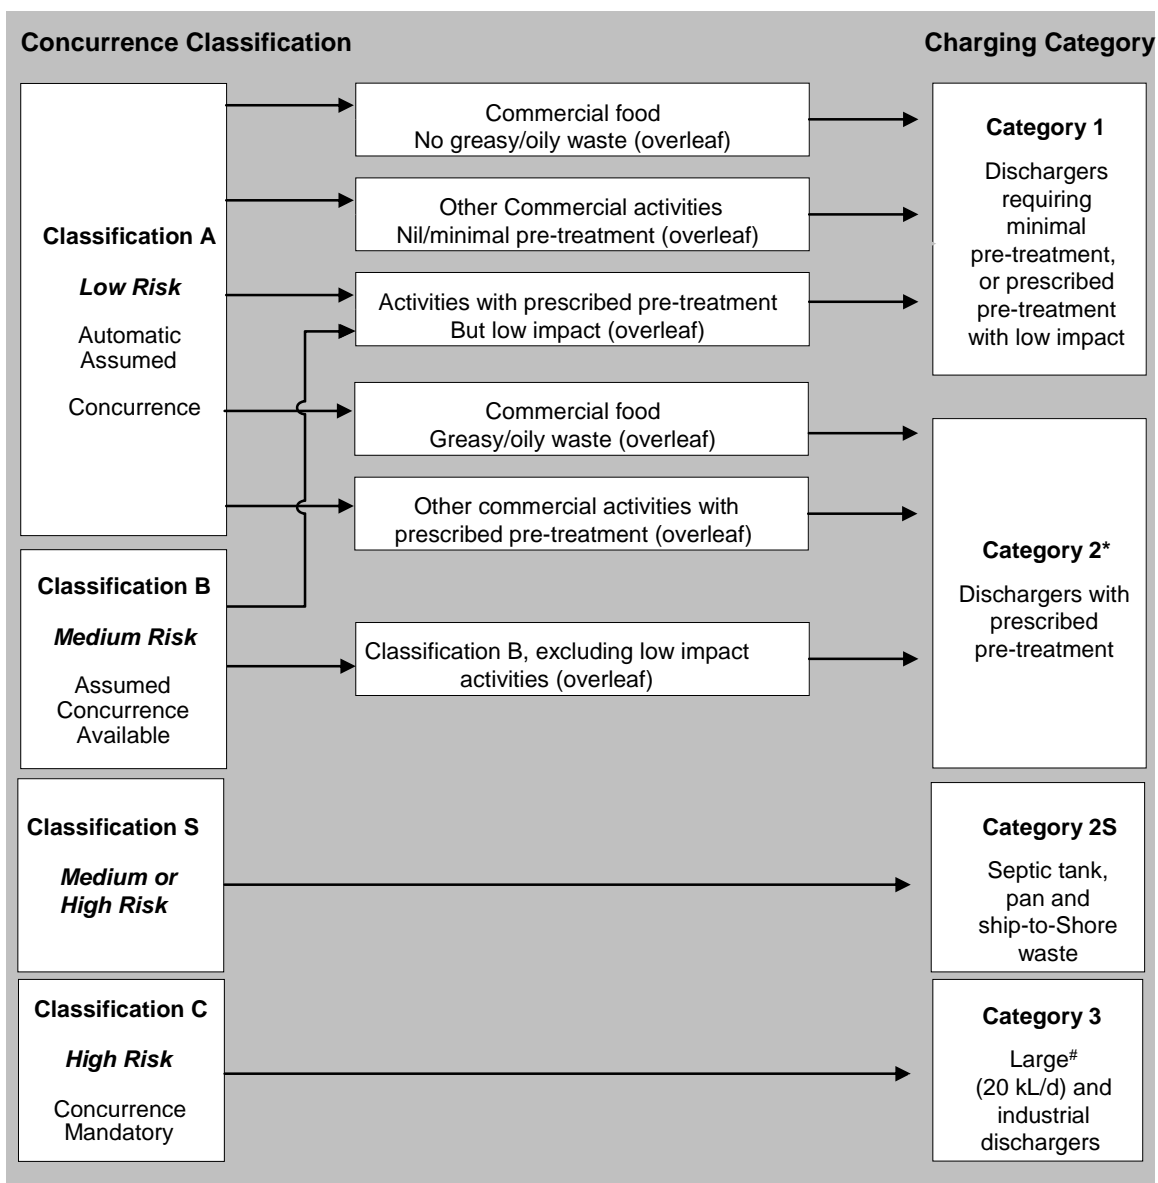 Concurrence Classification
Charging Category
Classification A
Low Risk
Automatic
Assumed
Concurrence
Commercial food
No greasy/oily waste (overleaf)
Other Commercial activities
Nil/minimal pre-treatment (overleaf)
Activities with prescribed pre-treatment
But low impact (overleaf)
Commercial food
Greasy/oily waste (overleaf)
Other commercial activities with
prescribed pre-treatment (overleaf)
Category 1
Dischargers
requiring
minimal
pre-treatment,
or prescribed
pre-treatment
with low impact
Classification B
Medium Risk
Assumed
Concurrence
Available
Classification B, excluding low impact
activities (overleaf)
Category 2*
Dischargers with
prescribed
pre-treatment
Classification S
Medium or
High Risk
Category 2S
Septic tank,
pan and
ship-to-Shore
waste
Classification C
High Risk
Concurrence
Mandatory
Category 3
Large#
(20 kL/d) and
industrial
dischargers